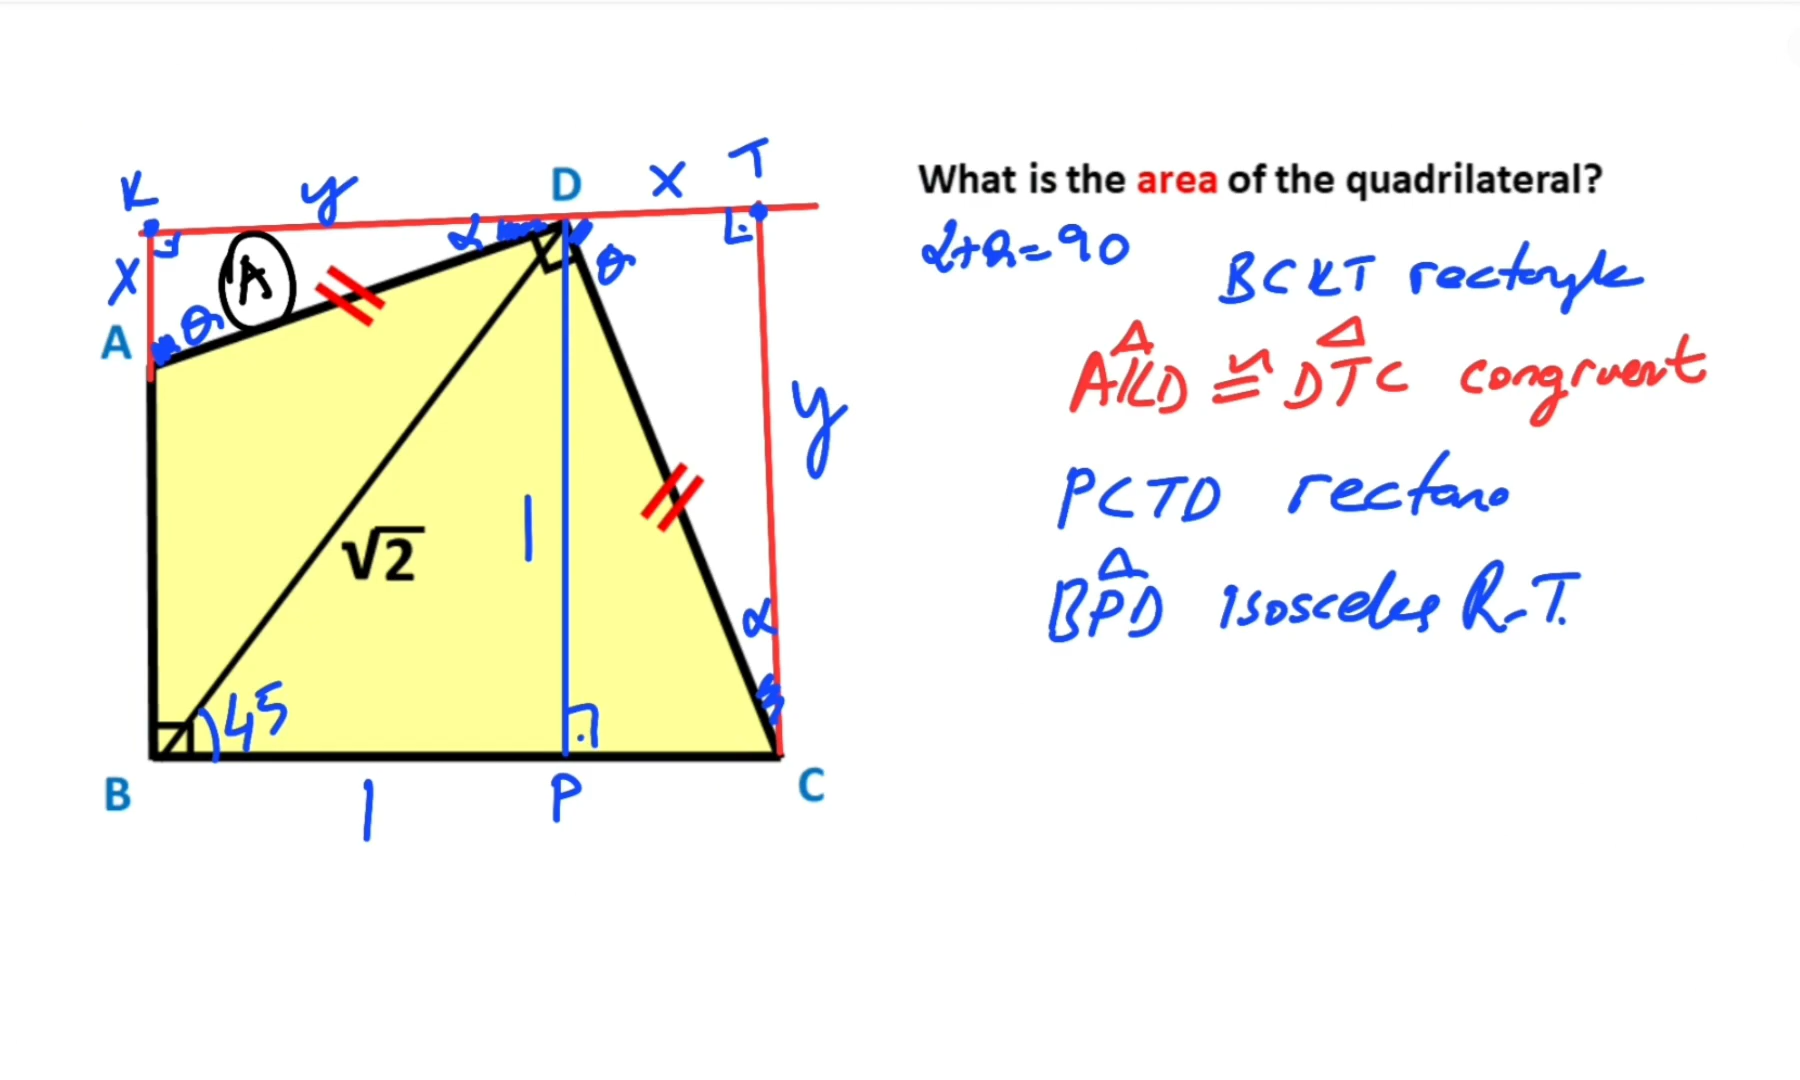 K
y
D
x
T
What is the area of the quadrilateral?
α
θ
α+θ=90
x
A
BCKT rectangle
A
θ
AKD ≅ DTC congruent
y
√2
1
PCTD rectang
α
BPD isosceles R.T.
45
B
1
P
C